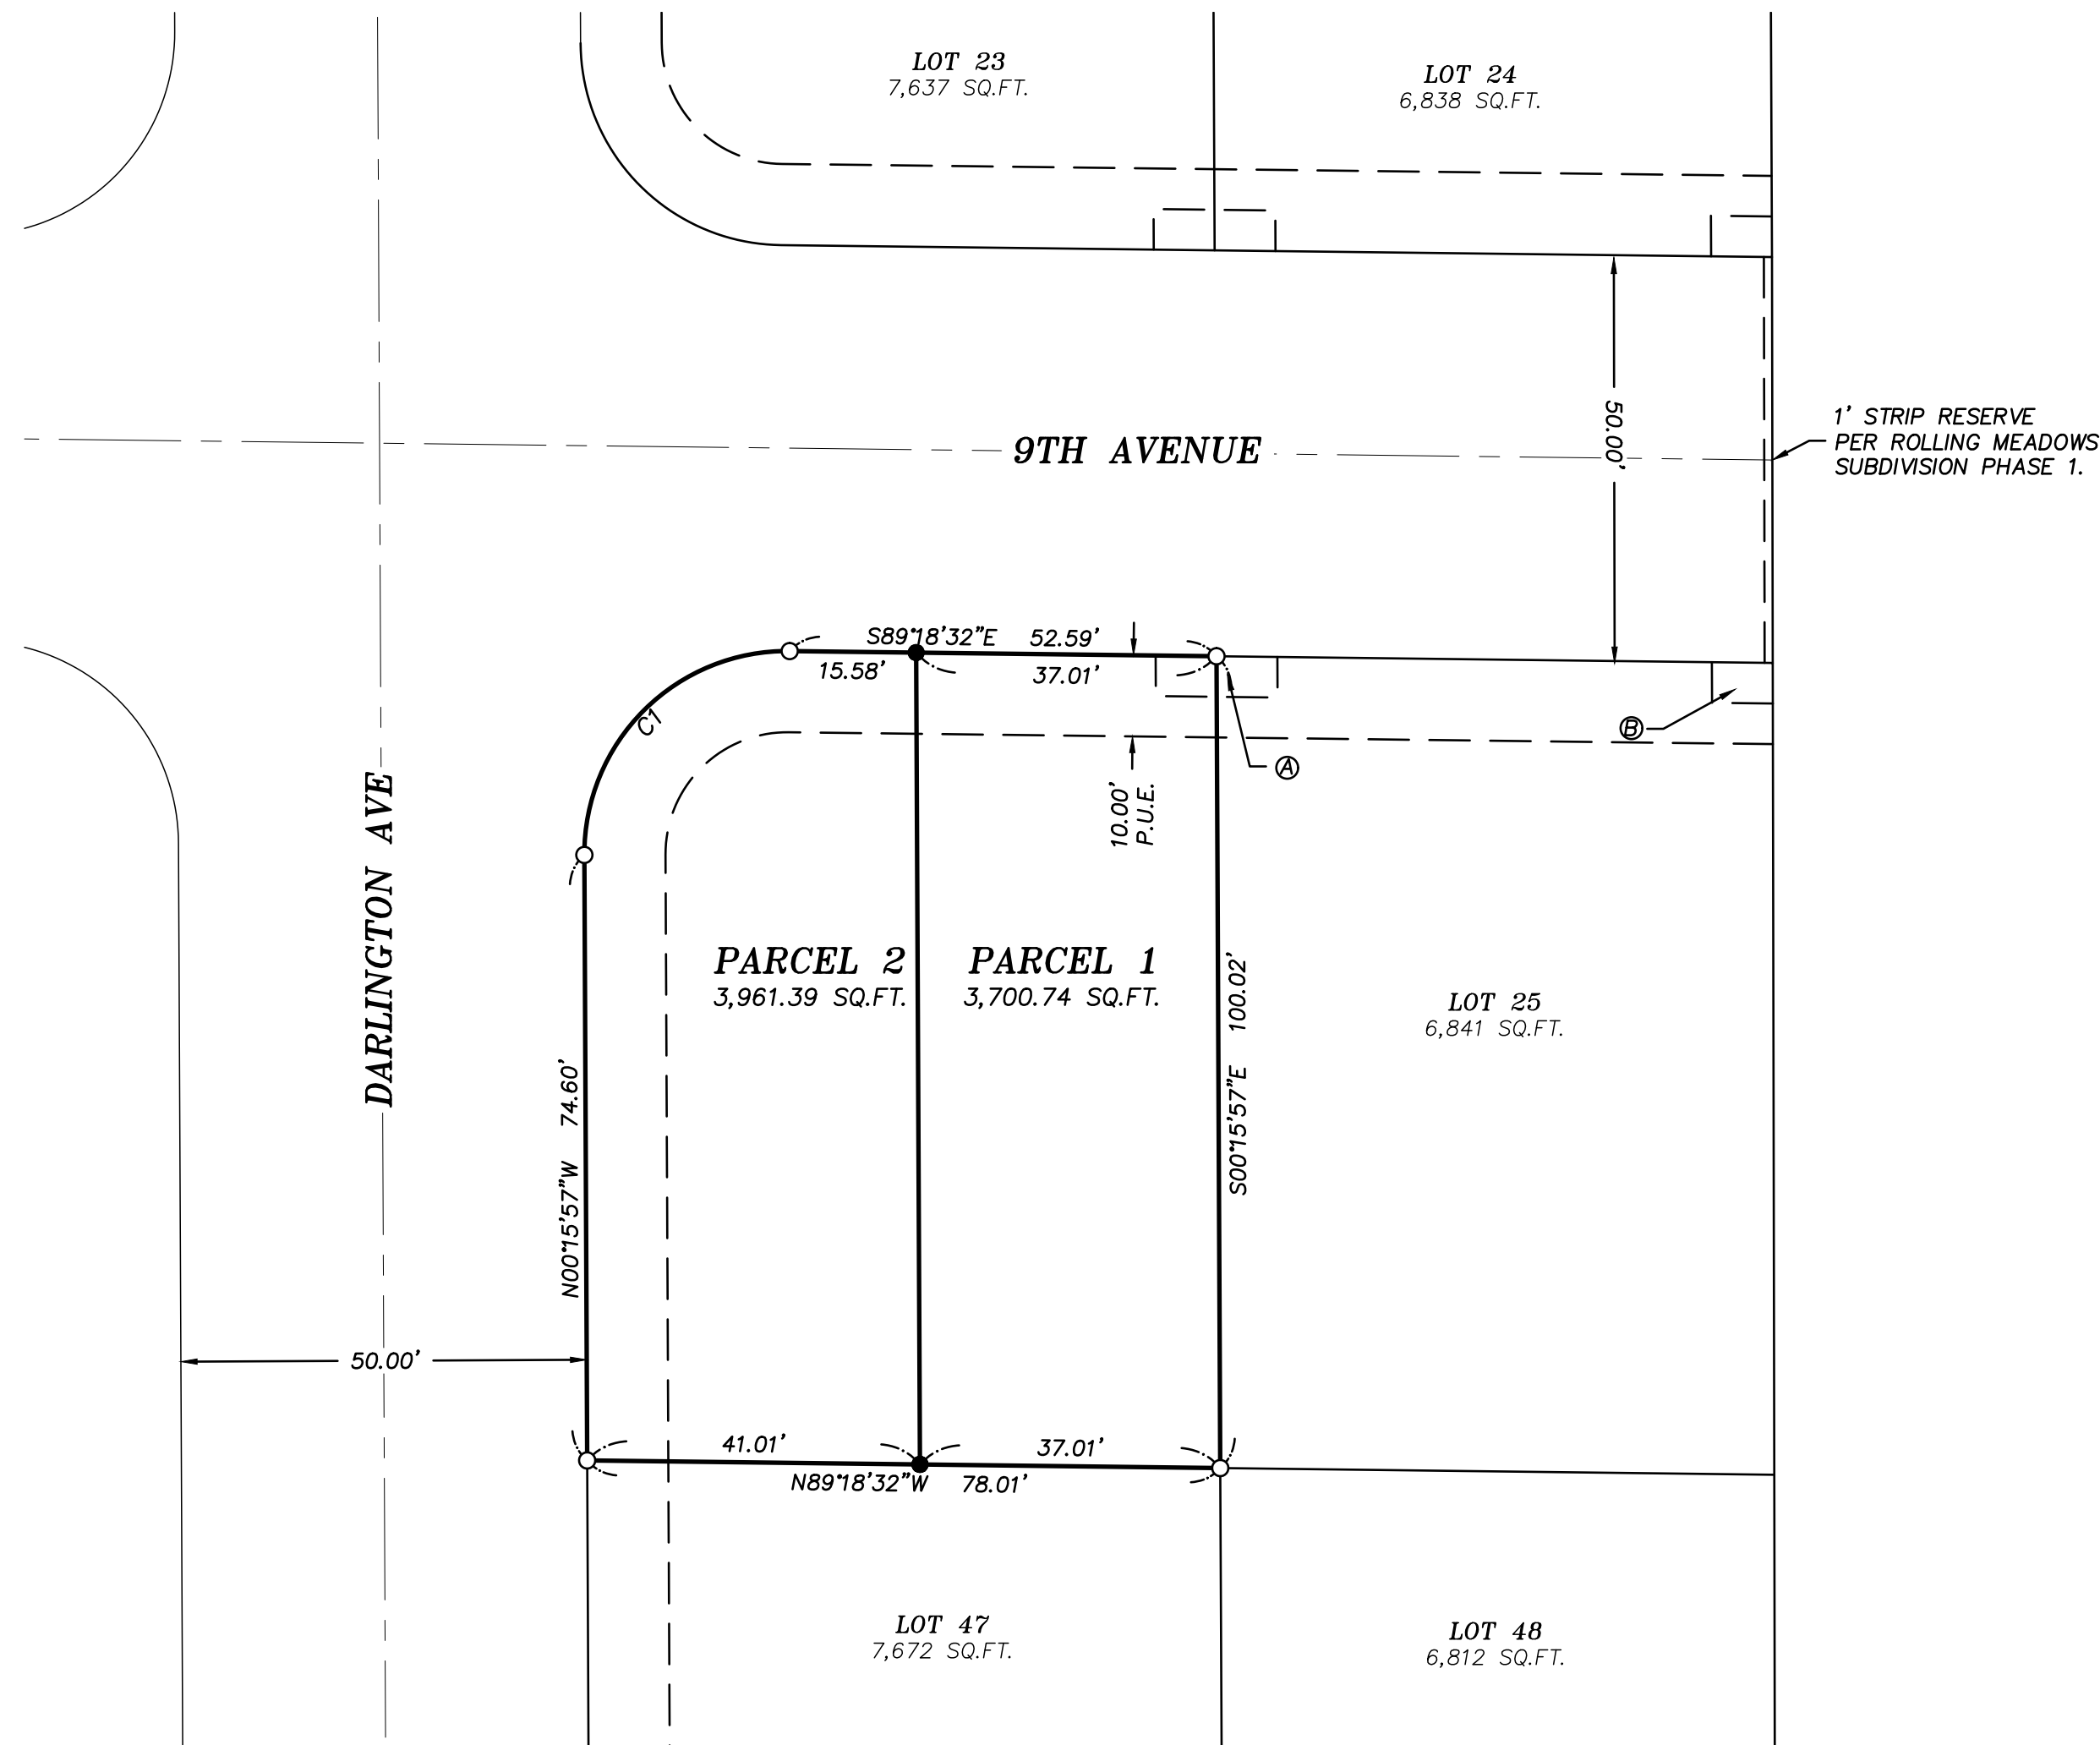 LOT 23
7,637 SQ.FT.
LOT 24
6,838 SQ.FT.
50.00'
1' STRIP RESERVE
PER ROLLING MEADOWS
SUBDIVISION PHASE 1.
9TH AVENUE
S89°18'32"E 52.59'
15.58'
37.01'
C1
A
B
10.00'
P.U.E.
DARLINGTON AVE
PARCEL 2
3,961.39 SQ.FT.
PARCEL 1
3,700.74 SQ.FT.
N00°15'57"W 74.60'
S00°15'57"E 100.02'
LOT 25
6,841 SQ.FT.
50.00'
41.01'
37.01'
N89°18'32"W 78.01'
LOT 47
7,672 SQ.FT.
LOT 48
6,812 SQ.FT.